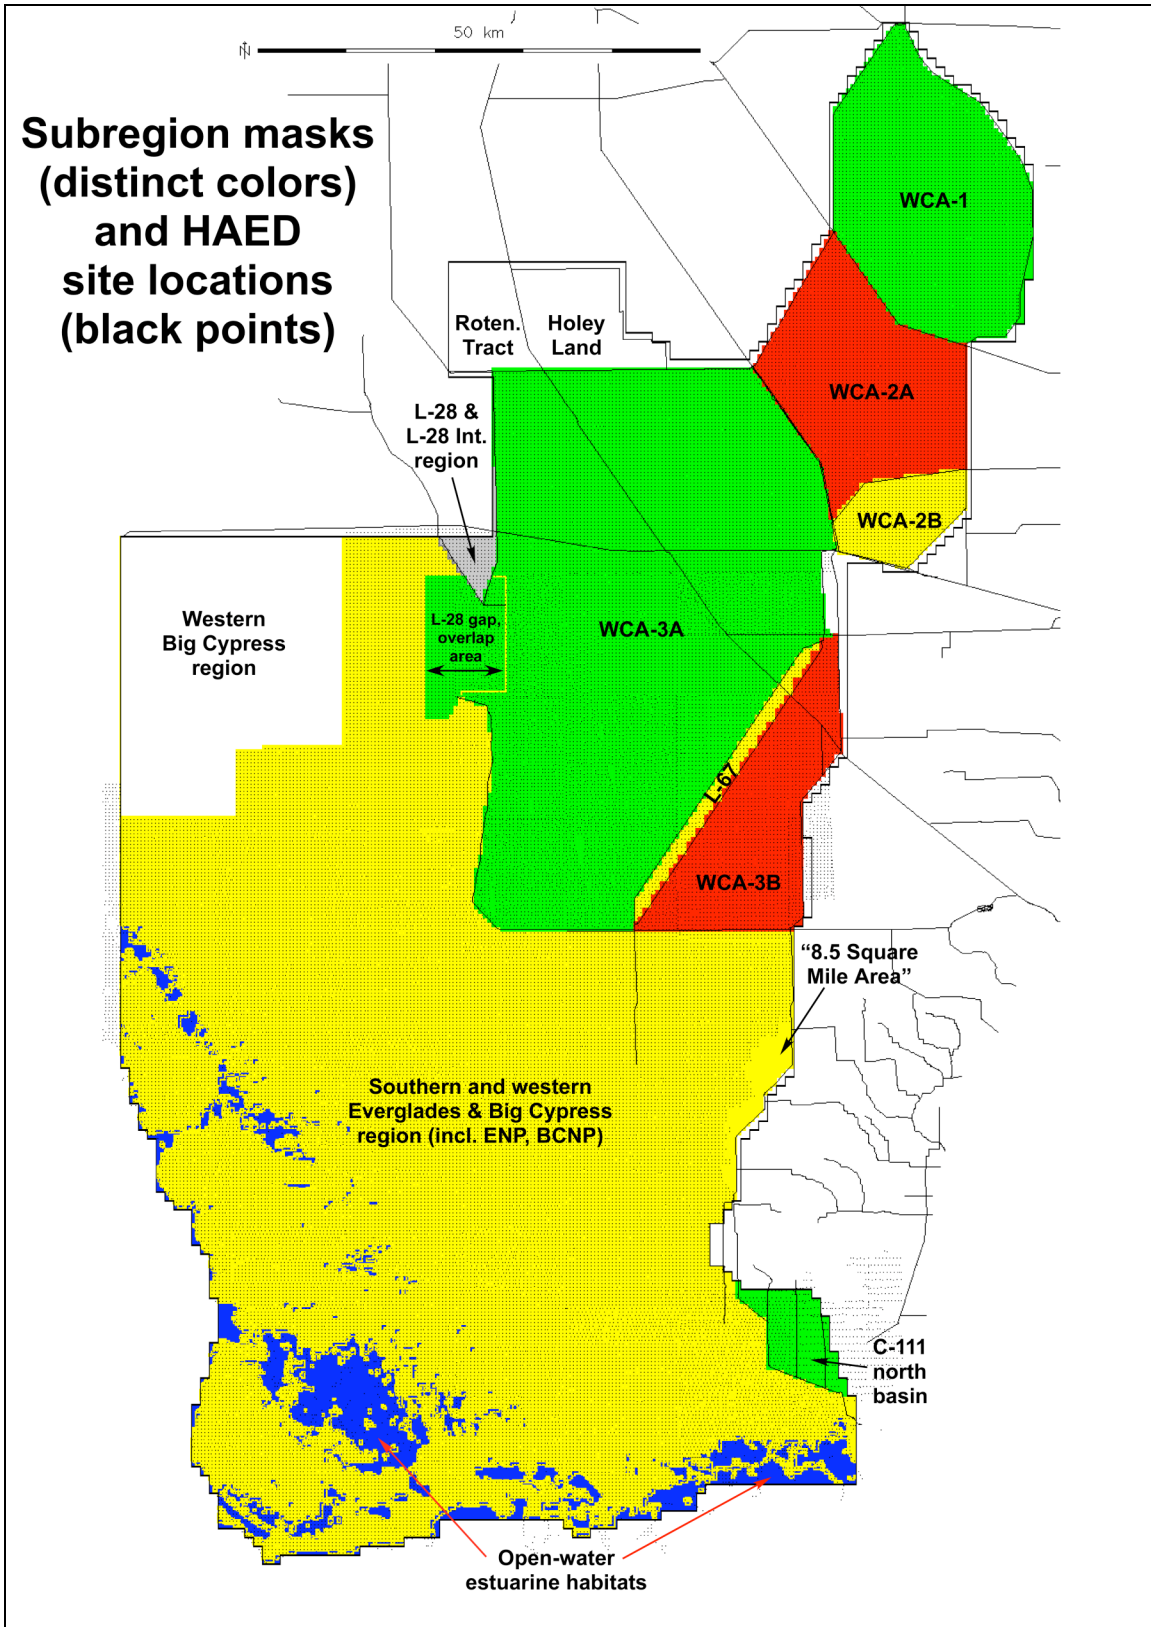 50 km
N
Subregion masks
(distinct colors)
and HAED
site locations
(black points)
WCA-1
Roten.
Tract
Holey
Land
WCA-2A
L-28 &
L-28 Int.
region
WCA-2B
Western
Big Cypress
region
L-28 gap,
overlap
area
WCA-3A
L-67
WCA-3B
“8.5 Square
Mile Area”
Southern and western
Everglades & Big Cypress
region (incl. ENP, BCNP)
C-111
north
basin
Open-water
estuarine habitats